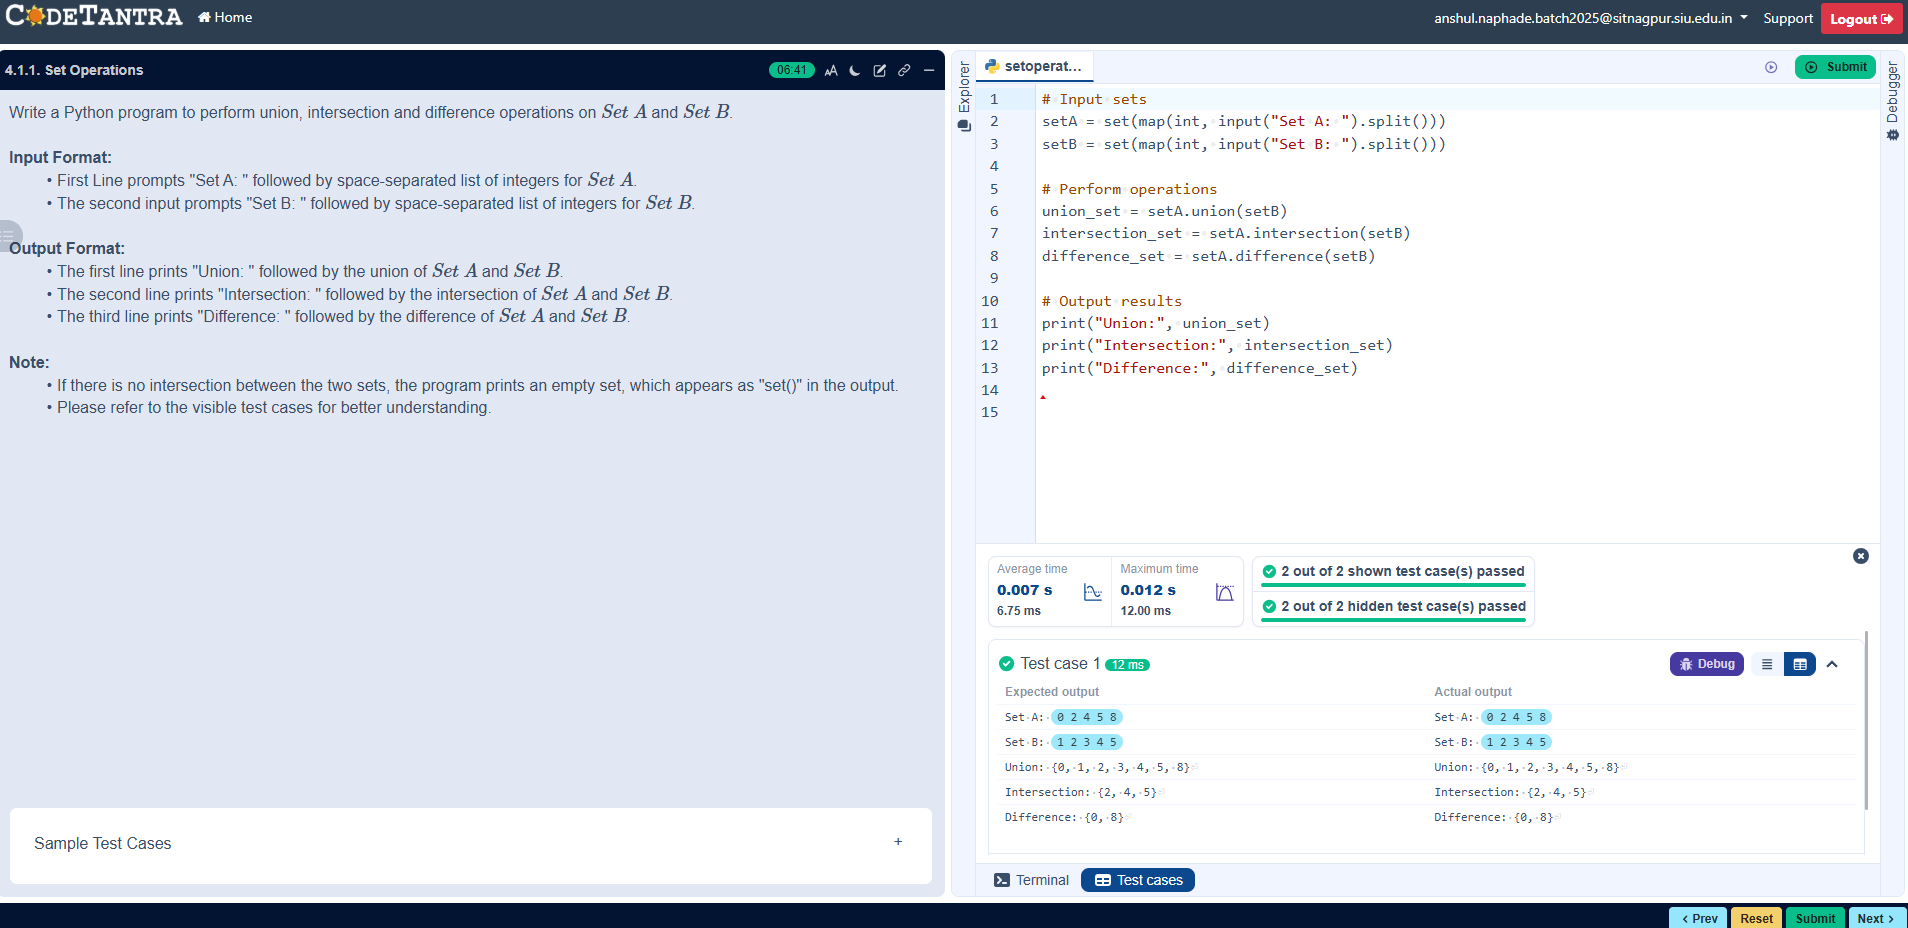 CODETANTRA
Home
anshul.naphade.batch2025@sitnagpur.siu.edu.in
Support
Logout
4.1.1. Set Operations
06:41
AA
Write a Python program to perform union, intersection and difference operations on Set A and Set B.
Input Format:
• First Line prompts "Set A: " followed by space-separated list of integers for Set A.
• The second input prompts "Set B: " followed by space-separated list of integers for Set B.
Output Format:
• The first line prints "Union: " followed by the union of Set A and Set B.
• The second line prints "Intersection: " followed by the intersection of Set A and Set B.
• The third line prints "Difference: " followed by the difference of Set A and Set B.
Note:
• If there is no intersection between the two sets, the program prints an empty set, which appears as "set()" in the output.
• Please refer to the visible test cases for better understanding.
Sample Test Cases
+
Explorer
setoperat...
Submit
Debugger
1 # Input sets
2 setA = set(map(int, input("Set A: ").split()))
3 setB = set(map(int, input("Set B: ").split()))
4
5 # Perform operations
6 union_set = setA.union(setB)
7 intersection_set = setA.intersection(setB)
8 difference_set = setA.difference(setB)
9
10 # Output results
11 print("Union:", union_set)
12 print("Intersection:", intersection_set)
13 print("Difference:", difference_set)
14
15
Average time
0.007 s
6.75 ms
Maximum time
0.012 s
12.00 ms
2 out of 2 shown test case(s) passed
2 out of 2 hidden test case(s) passed
Test case 1 12 ms
Debug
Expected output
Actual output
Set A: 0 2 4 5 8
Set A: 0 2 4 5 8
Set B: 1 2 3 4 5
Set B: 1 2 3 4 5
Union: {0, 1, 2, 3, 4, 5, 8}
Union: {0, 1, 2, 3, 4, 5, 8}
Intersection: {2, 4, 5}
Intersection: {2, 4, 5}
Difference: {0, 8}
Difference: {0, 8}
Terminal
Test cases
< Prev
Reset
Submit
Next >